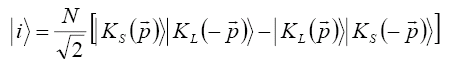 |i⟩ = N/√2 [|K_S(p⃗)⟩|K_L(−p⃗)⟩ − |K_L(p⃗)⟩|K_S(−p⃗)⟩]